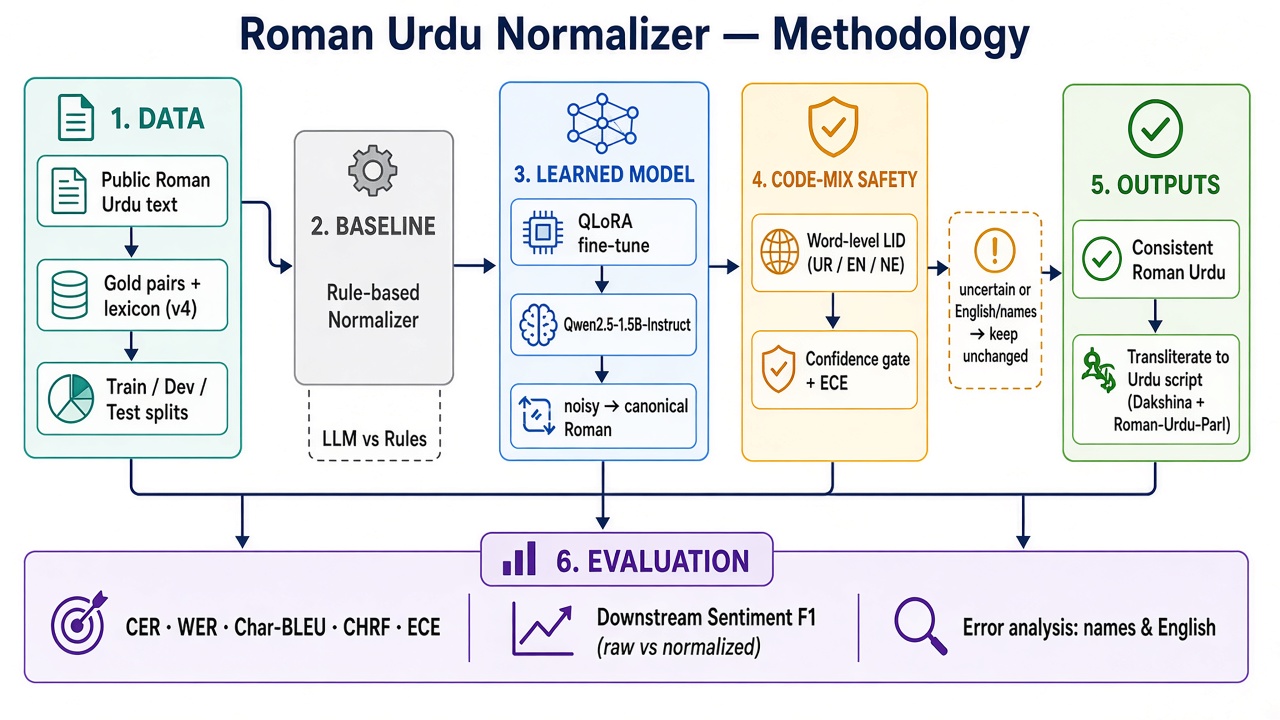 Roman Urdu Normalizer — Methodology
1. DATA
Public Roman
Urdu text
Gold pairs +
lexicon (v4)
Train / Dev /
Test splits
2. BASELINE
Rule-based
Normalizer
LLM vs Rules
3. LEARNED MODEL
QLoRA
fine-tune
Qwen2.5-1.5B-Instruct
noisy → canonical
Roman
4. CODE-MIX SAFETY
Word-level LID
(UR / EN / NE)
Confidence gate
+ ECE
uncertain or
English/names
→ keep
unchanged
5. OUTPUTS
Consistent
Roman Urdu
Transliterate to
Urdu script
(Dakshina +
Roman-Urdu-Parl)
6. EVALUATION
CER · WER · Char-BLEU · CHRF · ECE
Downstream Sentiment F1
(raw vs normalized)
Error analysis: names & English